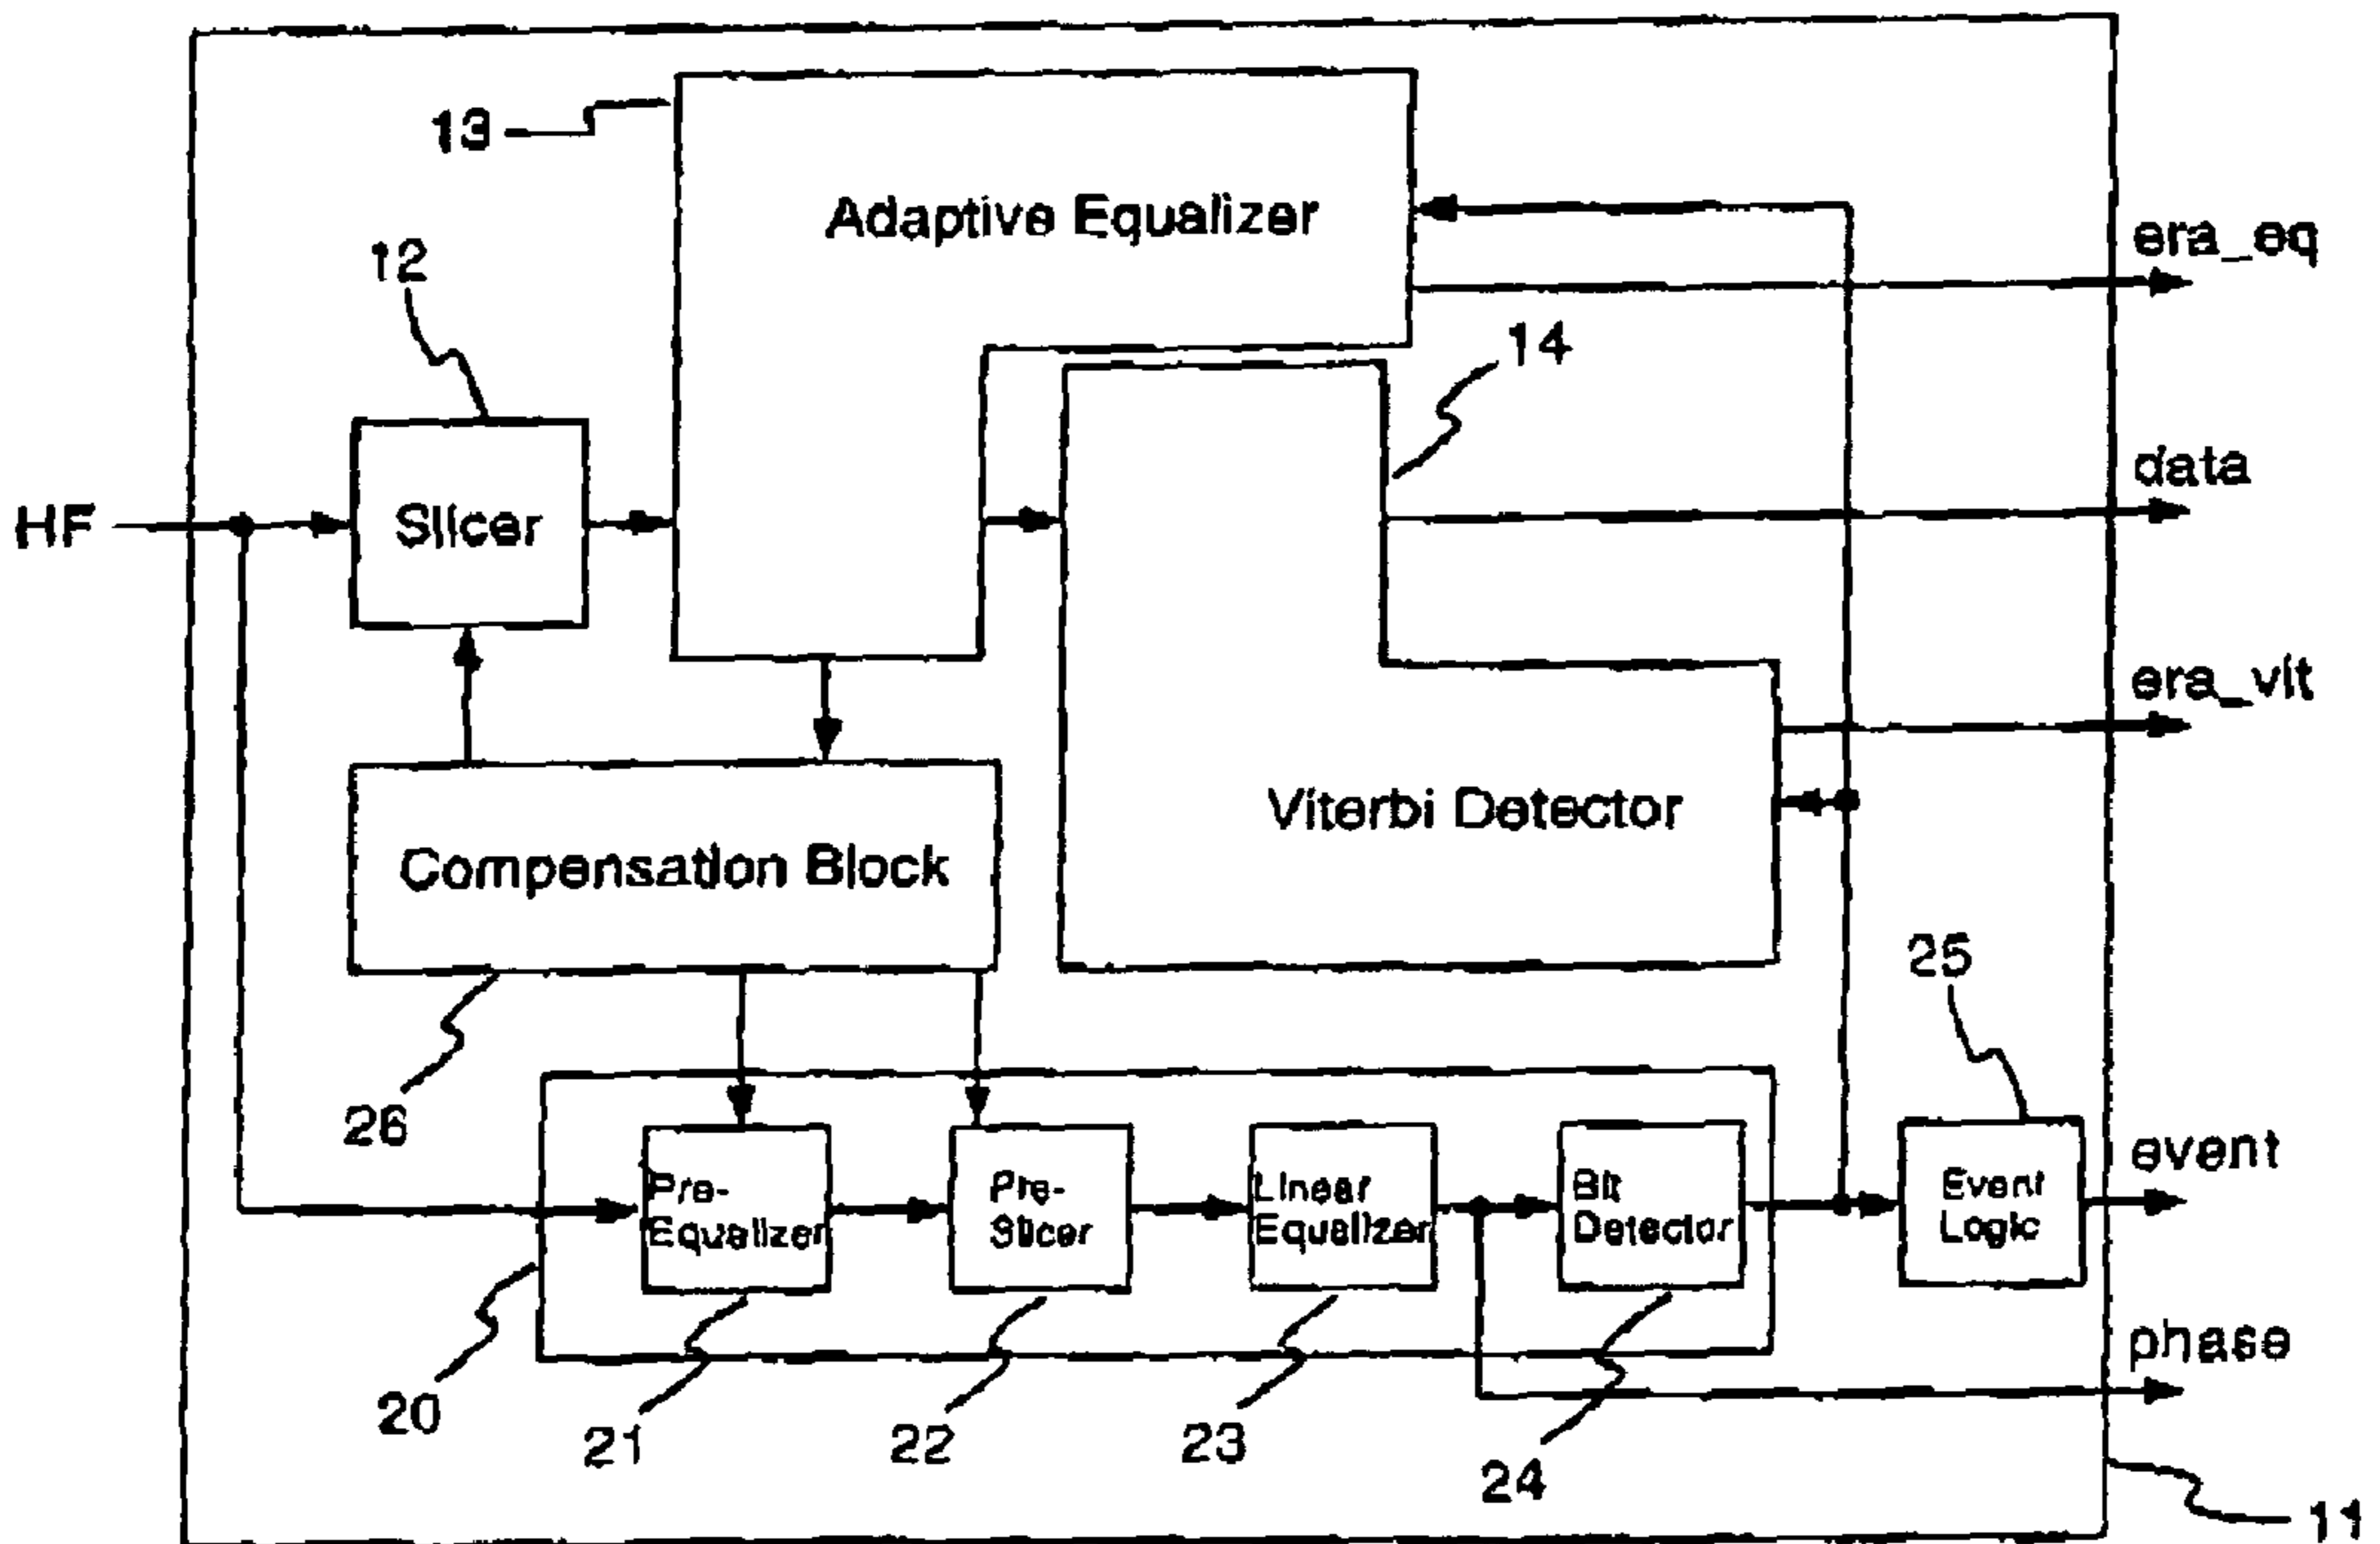 13
Adaptive Equalizer
12
era_eq
14
data
HF
Slicer
era_vit
Viterbi Detector
Compensation Block
25
26
event
Pre-
Equalizer
Pre-
Slicer
Linear
Equalizer
Bit
Detector
Event
Logic
phase
20
21
22
23
24
11